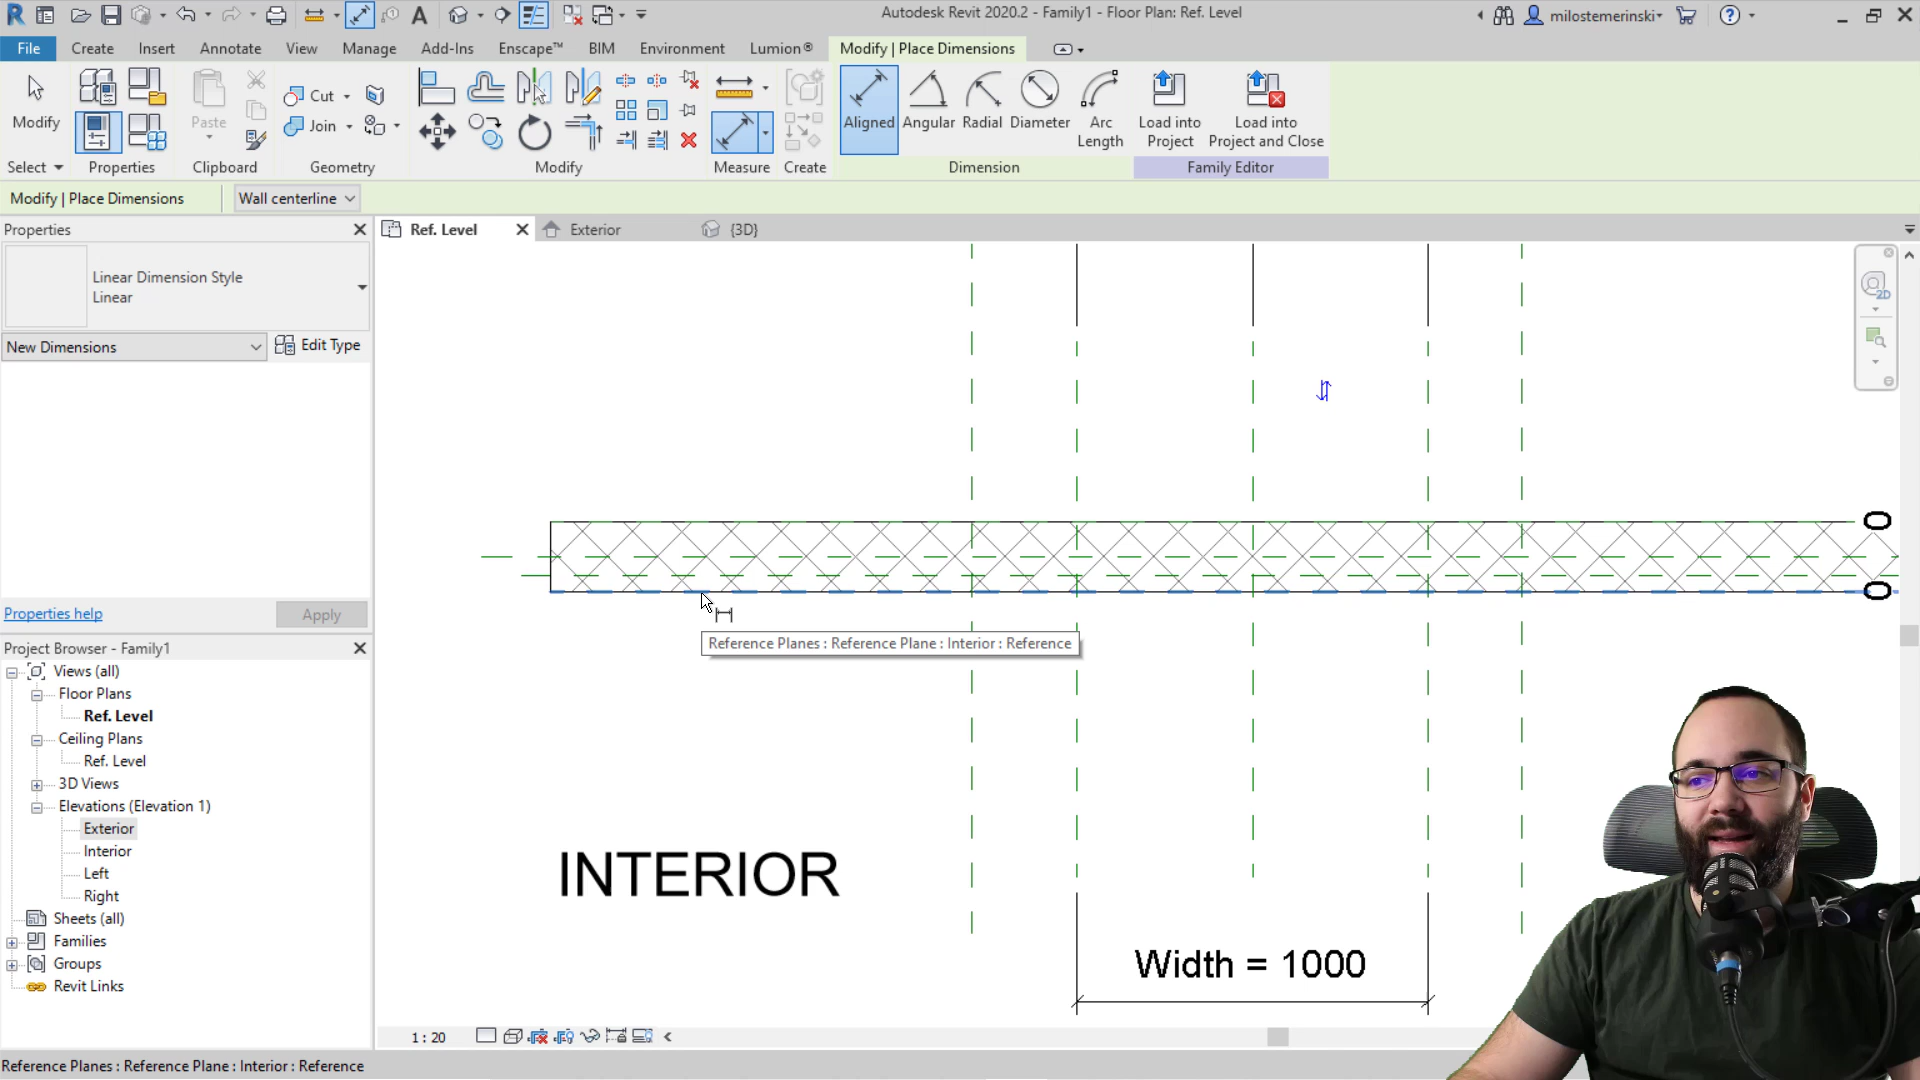 Autodesk Revit 2020.2 - Family1 - Floor Plan: Ref. Level
milostemerinski
File
Create
Insert
Annotate
View
Manage
Add-Ins
Enscape™
BIM
Environment
Lumion®
Modify | Place Dimensions
Modify
Paste
Cut
Join
Aligned
Angular
Radial
Diameter
Arc
Length
Load into
Project
Load into
Project and Close
Select
Properties
Clipboard
Geometry
Modify
Measure
Create
Dimension
Family Editor
Modify | Place Dimensions
Wall centerline
Properties
Ref. Level
Exterior
{3D}
Linear Dimension Style
Linear
2D
New Dimensions
Edit Type
Reference Planes : Reference Plane : Interior : Reference
Properties help
Apply
Project Browser - Family1
Views (all)
Floor Plans
Ref. Level
Ceiling Plans
Ref. Level
3D Views
Elevations (Elevation 1)
Exterior
Interior
Left
Right
Sheets (all)
Families
Groups
Revit Links
INTERIOR
Width = 1000
1 : 20
Reference Planes : Reference Plane : Interior : Reference